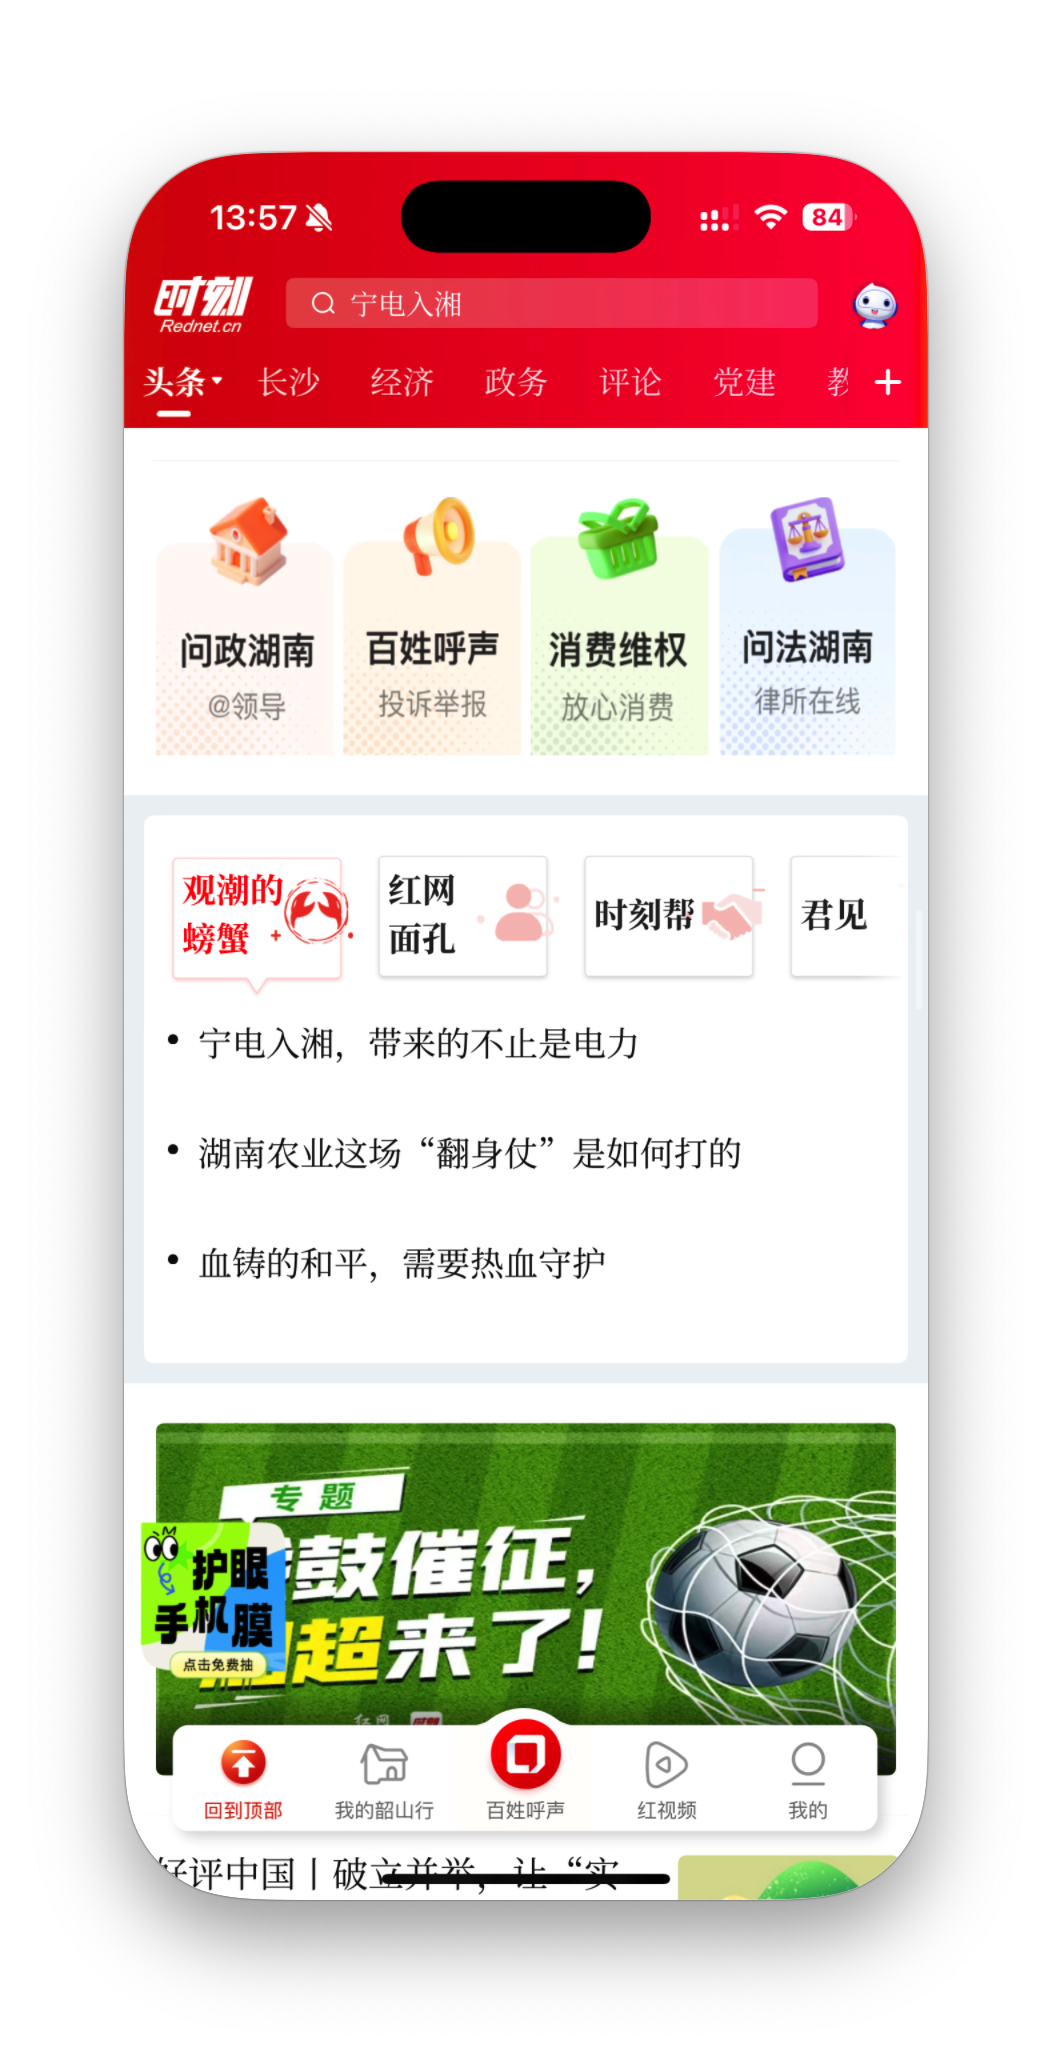 13:57
84
时刻
Rednet.cn
宁电入湘
头条
长沙
经济
政务
评论
党建
问政湖南
@领导
百姓呼声
投诉举报
消费维权
放心消费
问法湖南
律所在线
观潮的
螃蟹
红网
面孔
时刻帮
君见
宁电入湘，带来的不止是电力
湖南农业这场“翻身仗”是如何打的
血铸的和平，需要热血守护
专题
鼓催征，
超来了！
护眼
手机膜
点击免费抽
红网
时刻
回到顶部
我的韶山行
百姓呼声
红视频
我的
好评中国丨破立并举，让“实